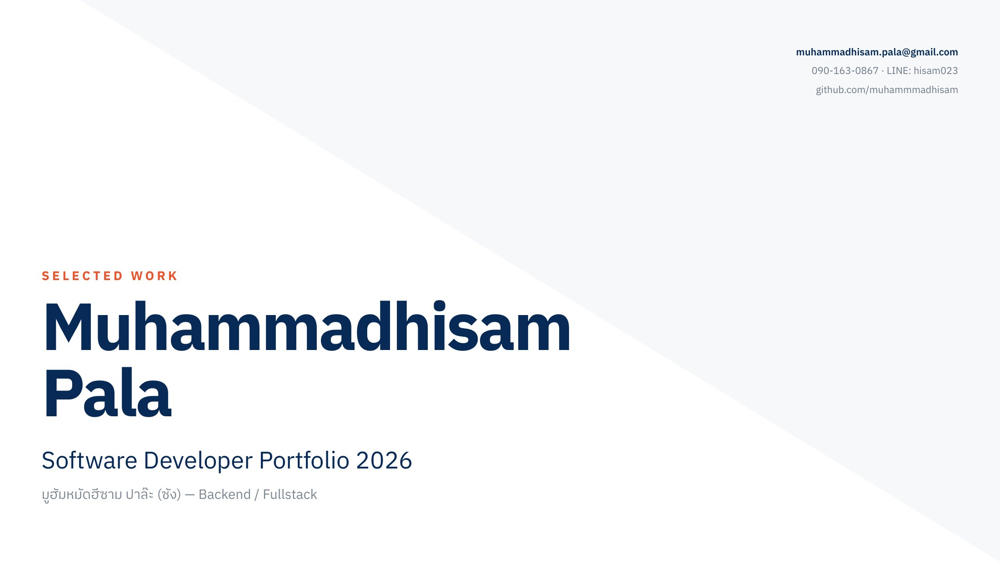 muhammadhisam.pala@gmail.com
090-163-0867 · LINE: hisam023
github.com/muhammmadhisam
SELECTED WORK
Muhammadhisam
Pala
Software Developer Portfolio 2026
มูฮัมหมัดฮีซาม ปาล๊ะ (ซัง) — Backend / Fullstack